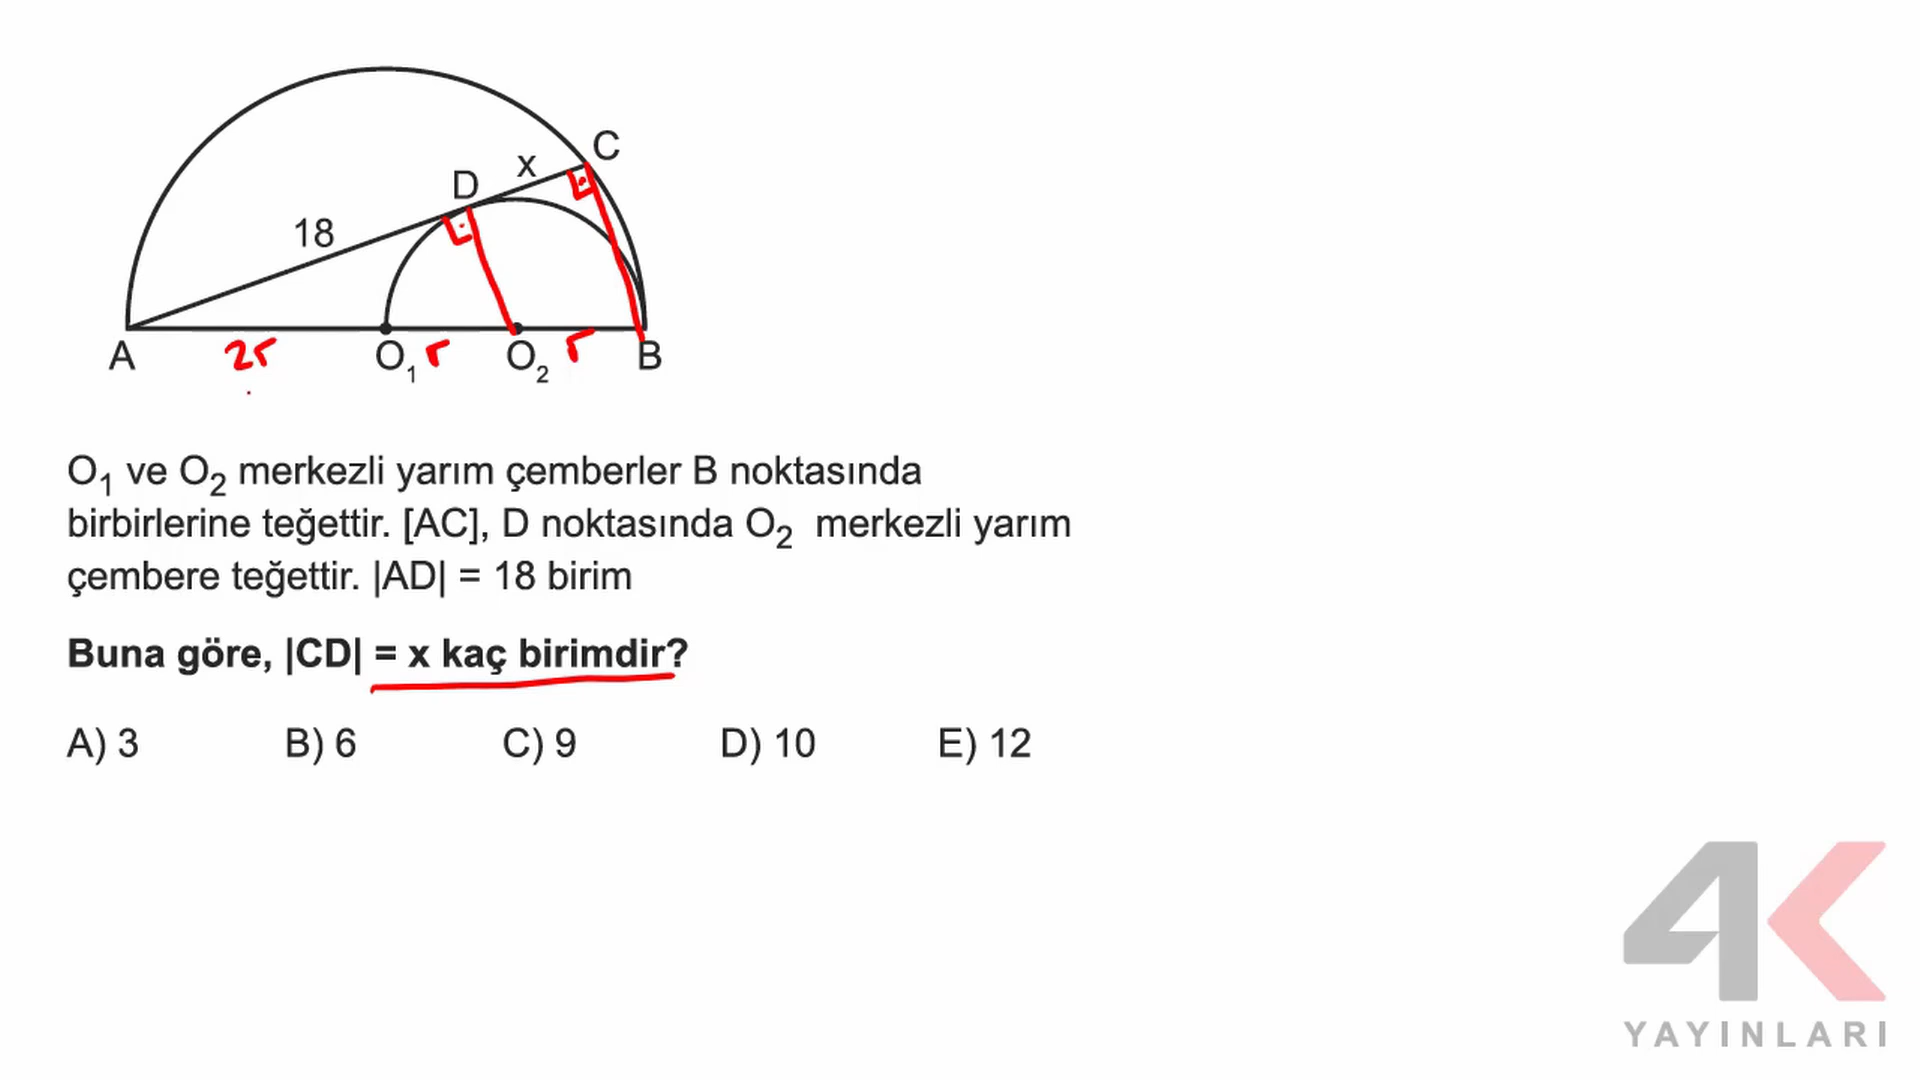 C
x
D
18
A
2r
O₁
r
O₂
r
B
O₁ ve O₂ merkezli yarım çemberler B noktasında
birbirlerine teğettir. [AC], D noktasında O₂ merkezli yarım
çembere teğettir. |AD| = 18 birim
Buna göre, |CD| = x kaç birimdir?
A) 3 B) 6 C) 9 D) 10 E) 12
4K
YAYINLARI